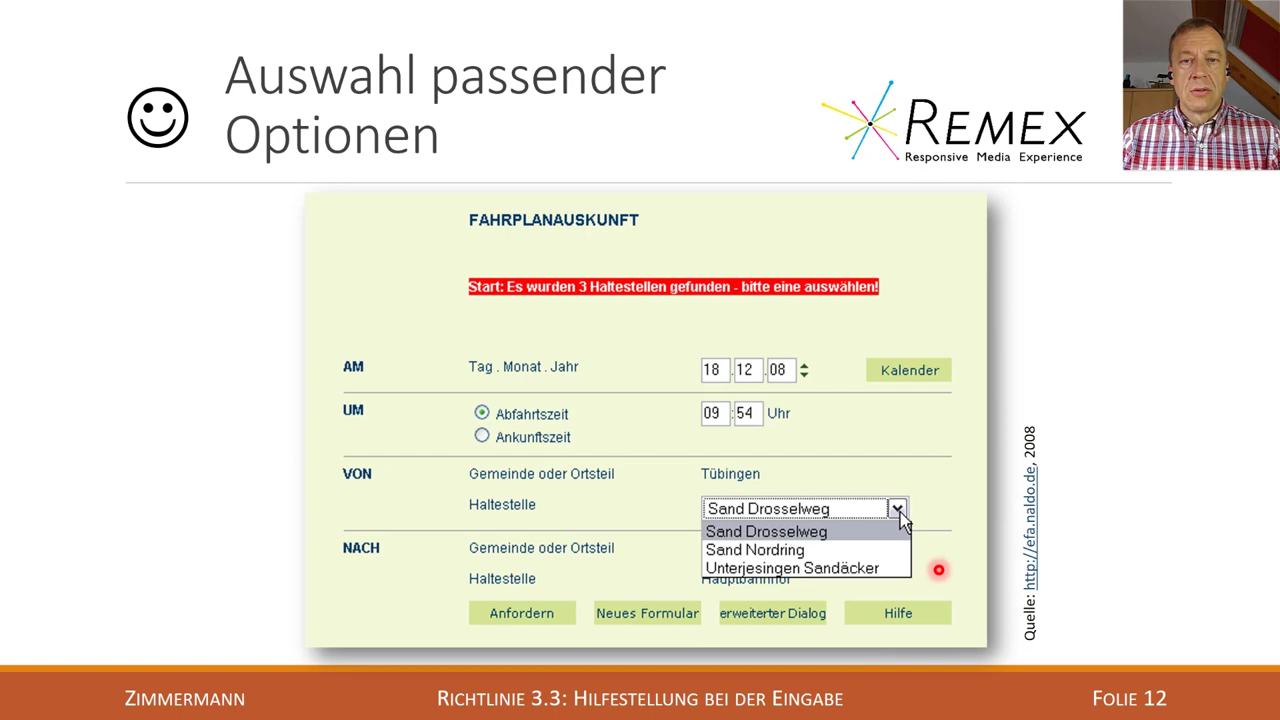 Auswahl passender
Optionen
REMEX
Responsive Media Experience
FAHRPLANAUSKUNFT
Start: Es wurden 3 Haltestellen gefunden - bitte eine auswählen!
AM Tag . Monat . Jahr 18 . 12 . 08 Kalender
UM Abfahrtszeit 09 : 54 Uhr
Ankunftszeit
VON Gemeinde oder Ortsteil Tübingen
Haltestelle Sand Drosselweg
Sand Drosselweg
NACH Gemeinde oder Ortsteil Sand Nordring
Unterjesingen Sandäcker
Haltestelle Hauptbahnhof
Anfordern Neues Formular erweiterter Dialog Hilfe
Quelle: http://efa.naldo.de, 2008
ZIMMERMANN RICHTLINIE 3.3: HILFESTELLUNG BEI DER EINGABE FOLIE 12